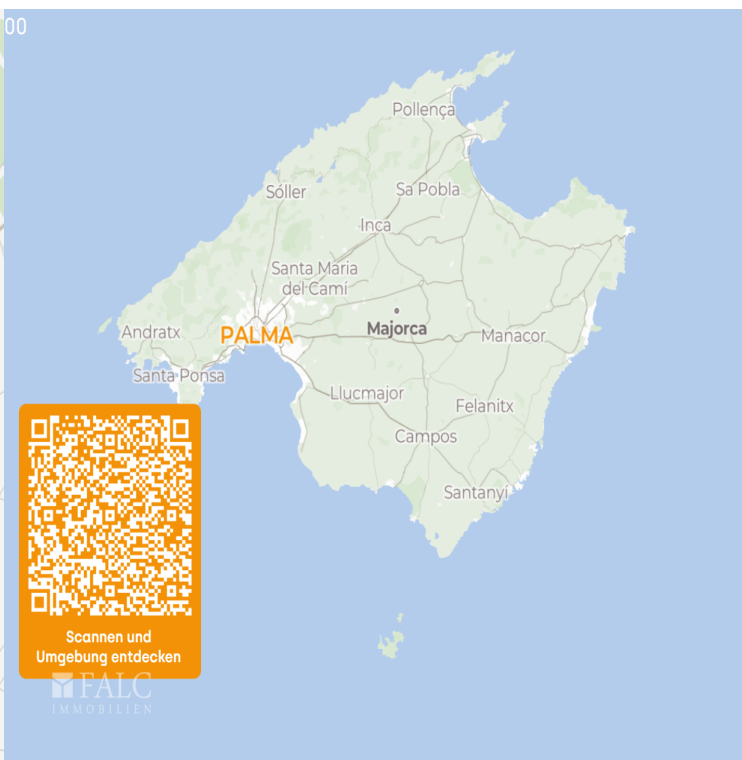 00
Pollença
Sóller
Sa Pobla
Inca
Santa Maria
del Camí
Andratx
PALMA
Majorca
Manacor
Santa Ponsa
Llucmajor
Felanitx
Campos
Santanyí
Scannen und
Umgebung entdecken
FALC
IMMOBILIEN